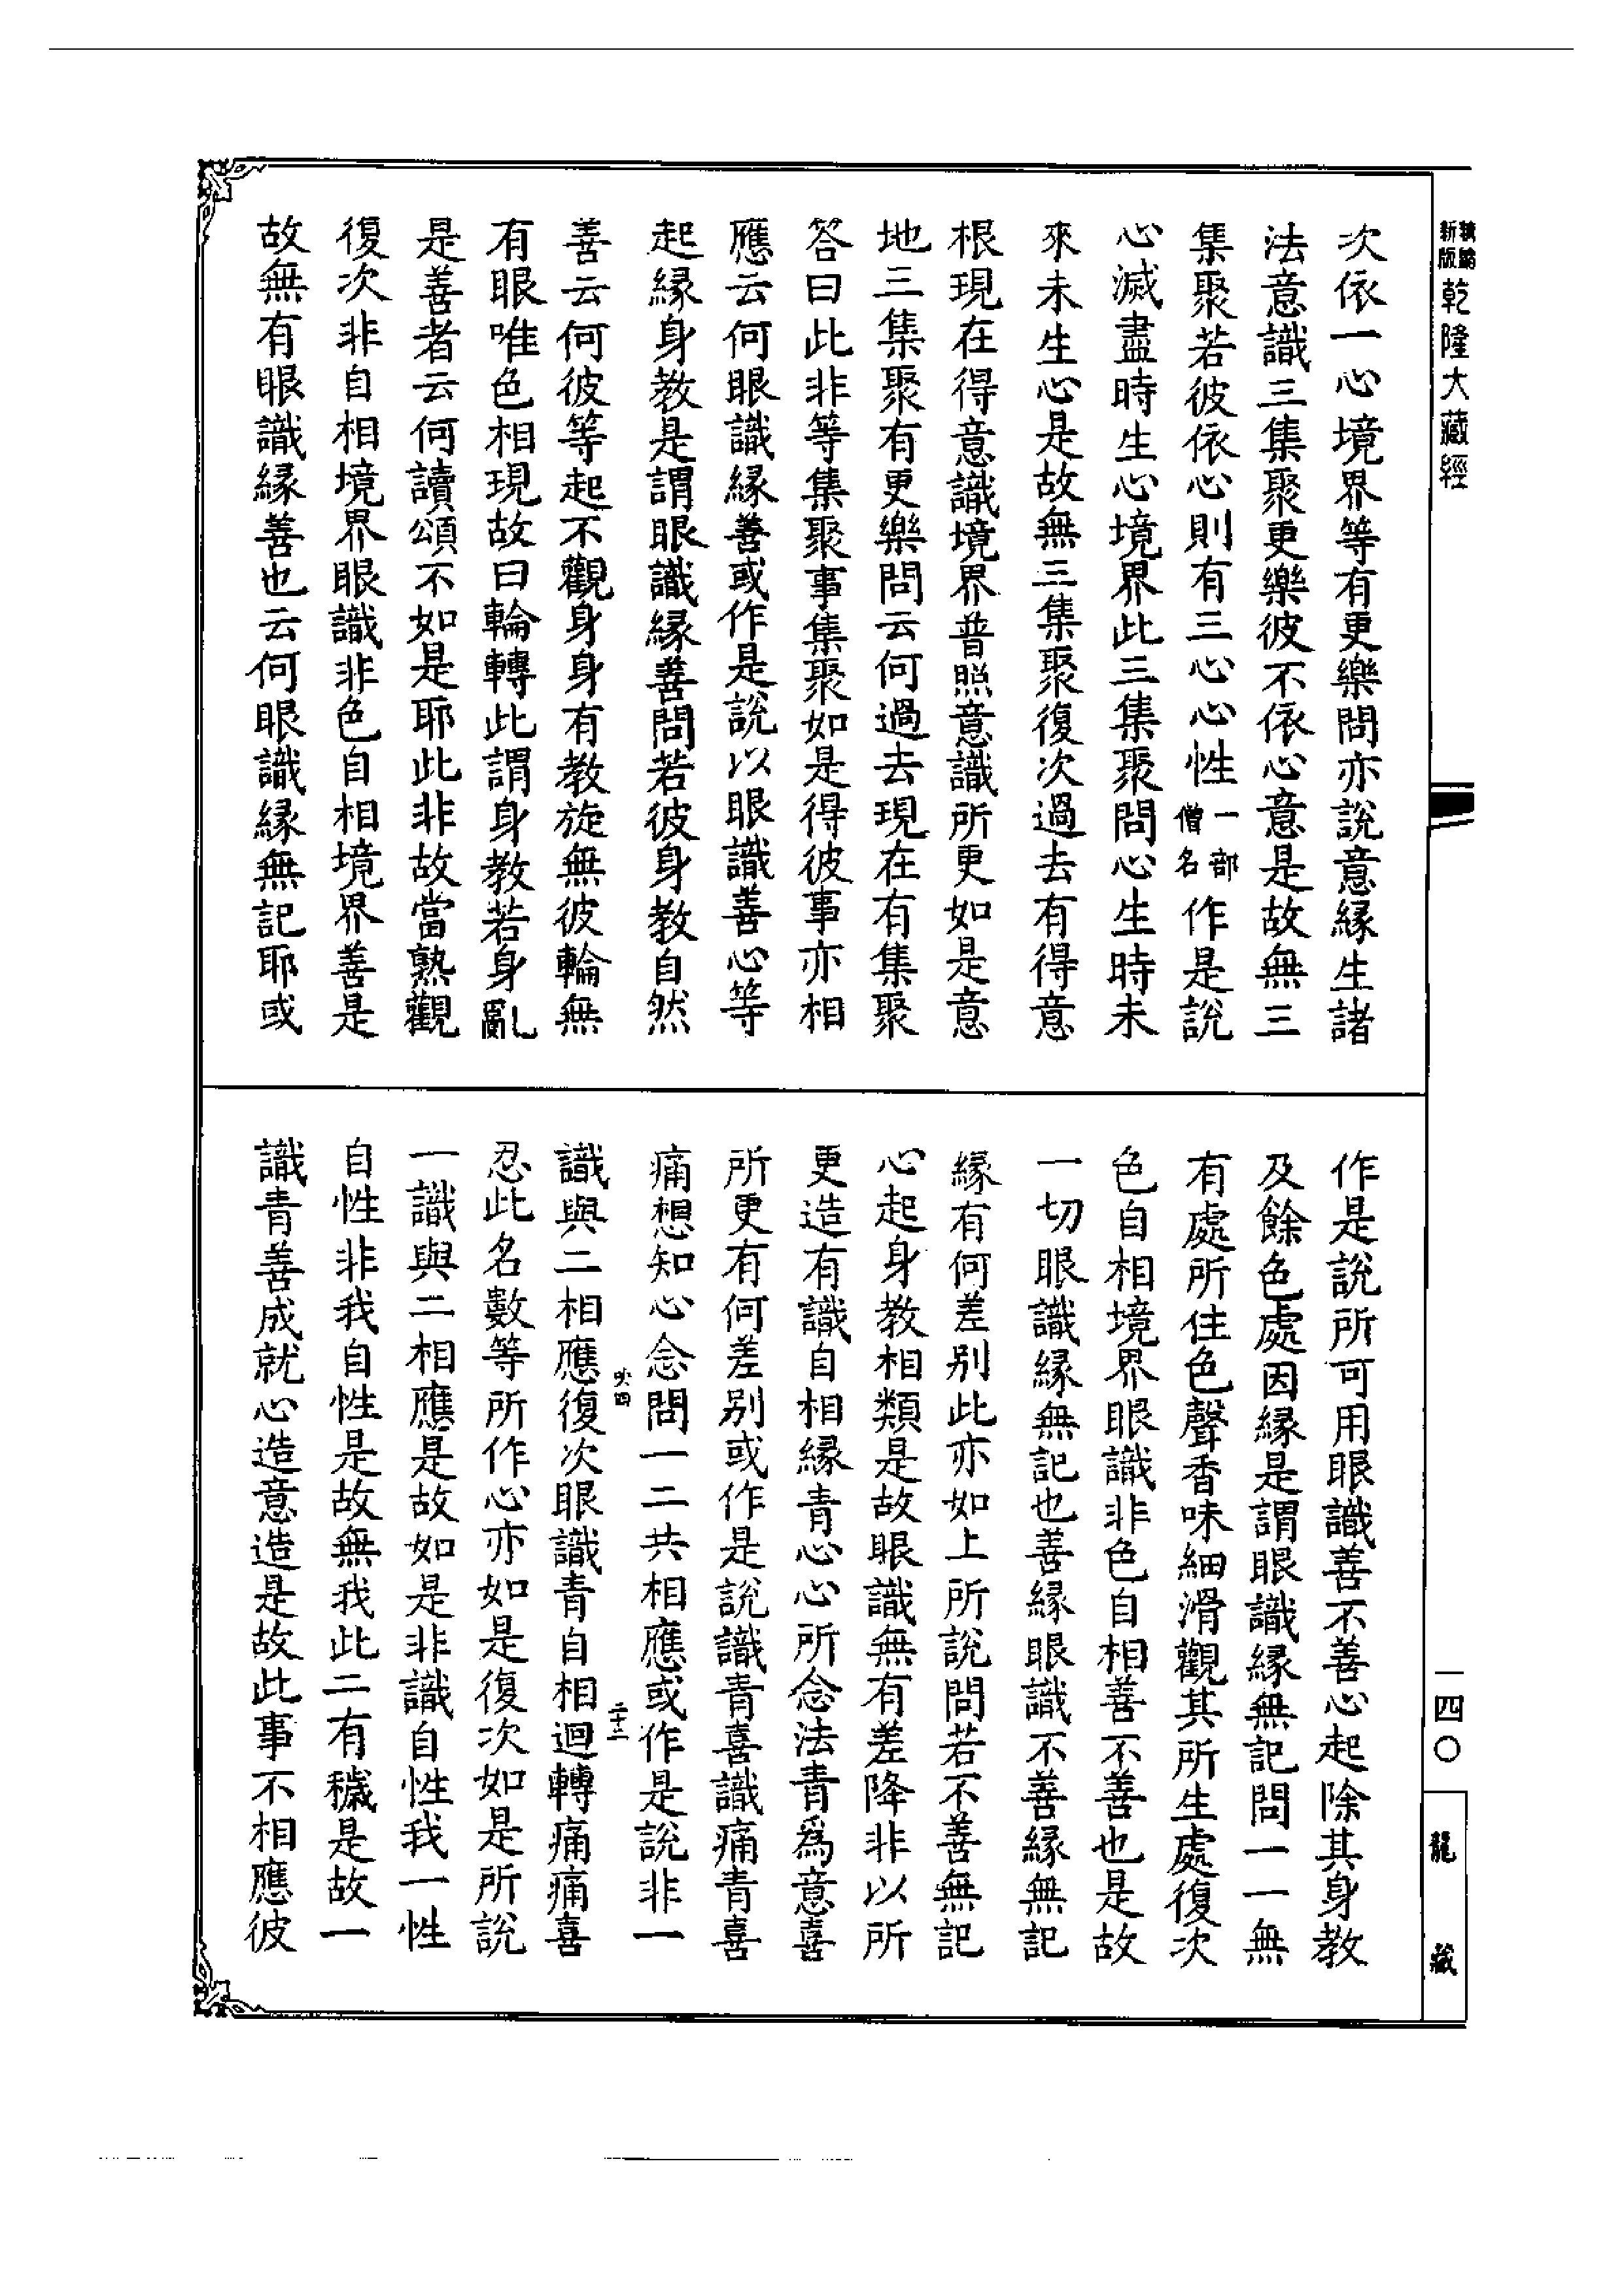 新版
乾隆大藏經
次依一心境界等有更樂問亦說意緣生諸
法意識三集聚更樂彼不依心意是故無三
集聚若彼依心則有三心心性一部僧名作是說
心滅盡時生心境界此三集聚問心生時未
來未生心是故無三集聚復次過去有得意
根現在得意識境界普照意識所更如是意
地三集聚有更樂問云何過去現在有集聚
答曰此非等集聚事集聚如是得彼事亦相
應云何眼識緣善或作是說以眼識善心等
起緣身教是謂眼識緣善問若彼身教自然
善云何彼等起不觀身身有教旋無彼輪無
有眼唯色相現故曰輪轉此謂身教若身亂
是善者云何讀頌不如是耶此非故當熟觀
復次非自相境界眼識非色自相境界善是
故無有眼識緣善也云何眼識緣無記耶或
作是說所可用眼識善不善心起除其身教
及餘色處因緣是謂眼識緣無記問一一無
有處所住色聲香味細滑觀其所生處復次
色自相境界眼識非色自相善不善也是故
一切眼識緣無記也善緣眼識不善緣無記
緣有何差別此亦如上所說問若不善無記
心起身教相類是故眼識無有差降非以所
更造有識自相緣青心心所念法青為意喜
所更有何差別或作是說識青喜識痛青喜
痛想知心念問一二共相應或作是說非一
識與二相應復次眼識青自相迴轉痛痛喜
忍此名數等所作心亦如是復次如是所說
一識與二相應是故如是非識自性我一性
自性非我自性是故無我此二有穢是故一
識青善成就心造意造是故此事不相應彼
一四〇
龍藏